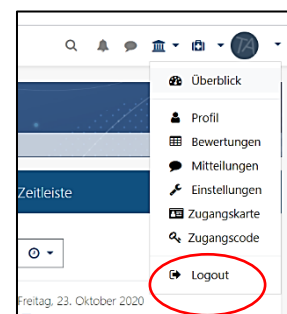 TA
Überblick
Profil
Bewertungen
Mitteilungen
Zeitleiste
Einstellungen
Zugangskarte
Zugangscode
Logout
Freitag, 23. Oktober 2020